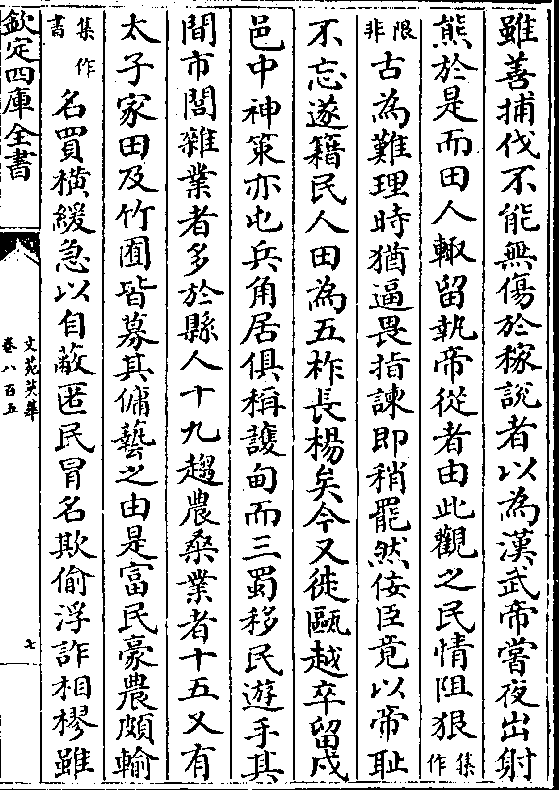 雖善捕伐不能無傷於稼說者以為漢武帝嘗夜出射
熊於是而田人輙留執帝從者由此觀之民情阻狠集作
非限古為難理時猶逼畏指諫即稍罷然佞臣竟以帝恥
不忘遂籍民人田為五柞長楊矣今又徙甌越卒留戍
邑中神策亦屯兵角居俱稱護甸而三蜀移民遊手其
間市閭雜業者多於縣人十九趨農桑業者十五又有
太子家田及竹囿皆募其傭藝之由是富民豪農頗輸
集作書名買横緩急以自蔽匿民冒名欺偷浮詐相樛雖
欽定四庫全書
文苑英華
卷八百五
七